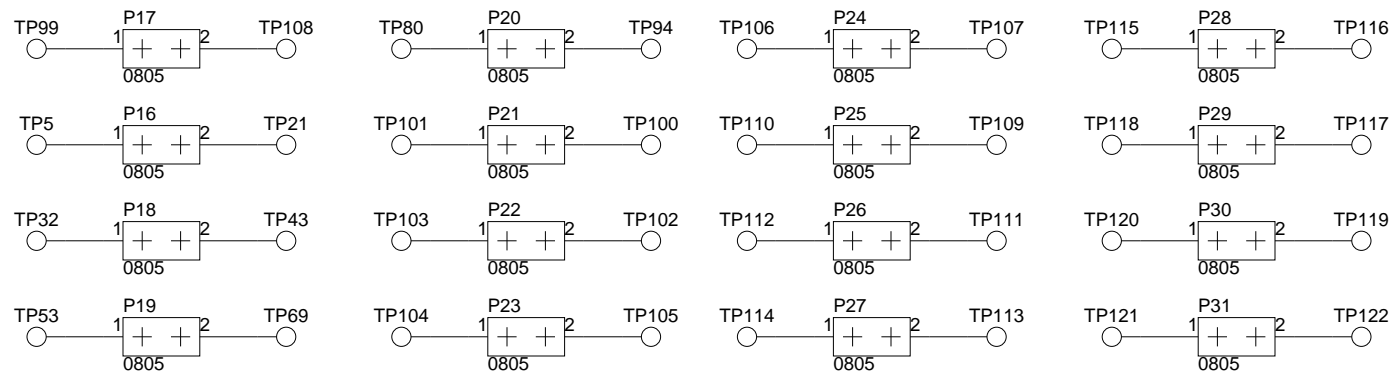 P17 P20 P24 P28
TP99 TP108 TP80 TP94 TP106 TP107 TP115 TP116
1 2 1 2 1 2 1 2
0805 0805 0805 0805
P16 P21 P25 P29
TP5 TP21 TP101 TP100 TP110 TP109 TP118 TP117
1 2 1 2 1 2 1 2
0805 0805 0805 0805
P18 P22 P26 P30
TP32 TP43 TP103 TP102 TP112 TP111 TP120 TP119
1 2 1 2 1 2 1 2
0805 0805 0805 0805
P19 P23 P27 P31
TP53 TP69 TP104 TP105 TP114 TP113 TP121 TP122
1 2 1 2 1 2 1 2
0805 0805 0805 0805